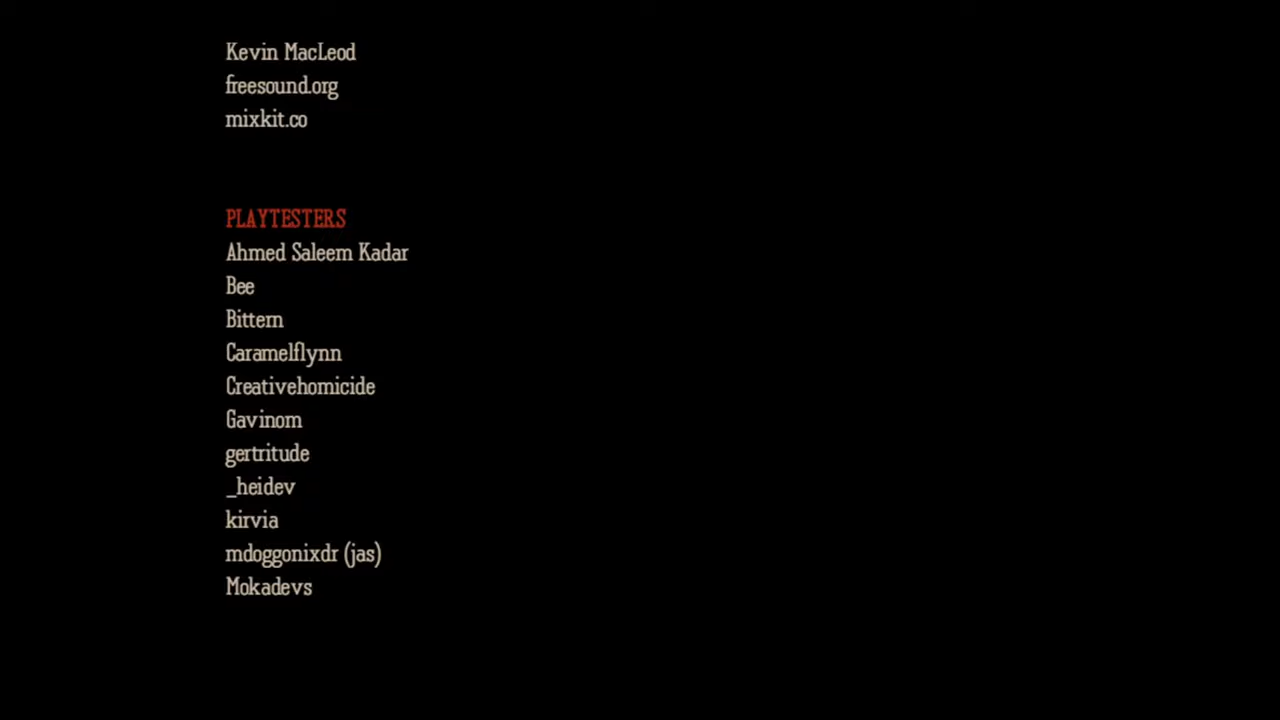 Kevin MacLeod
freesound.org
mixkit.co
PLAYTESTERS
Ahmed Saleem Kadar
Bee
Bittern
Caramelflynn
Creativehomicide
Gavinom
gertritude
_heidev
kirvia
mdoggonixdr (jas)
Mokadevs